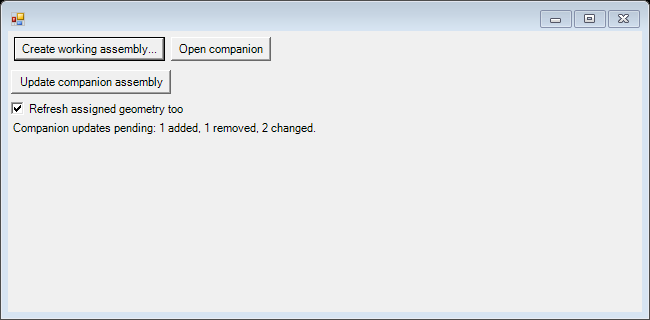 Create working assembly...
Open companion
Update companion assembly
Refresh assigned geometry too
Companion updates pending: 1 added, 1 removed, 2 changed.